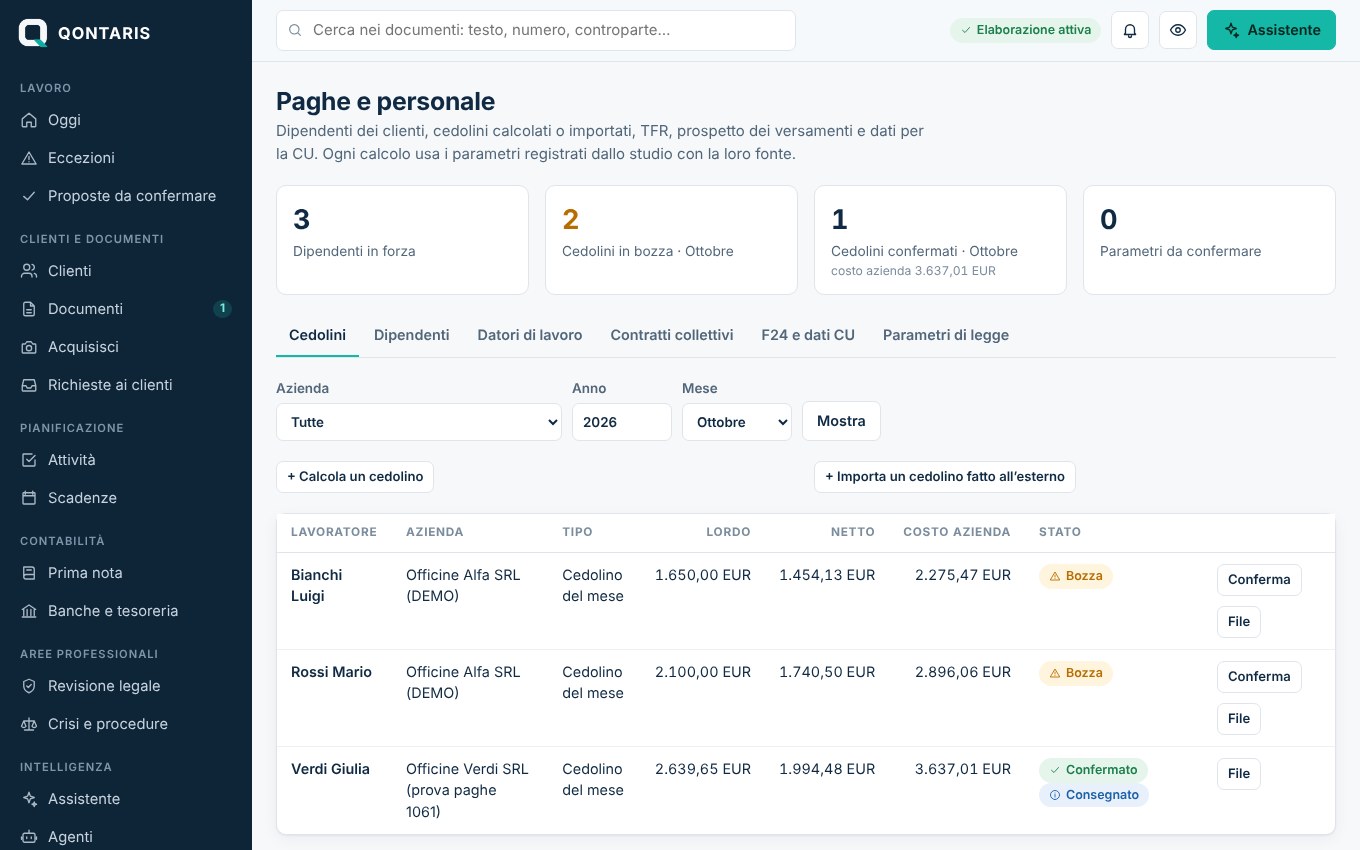 QONTARIS
LAVORO
Oggi
Eccezioni
Proposte da confermare
CLIENTI E DOCUMENTI
Clienti
Documenti 1
Acquisisci
Richieste ai clienti
PIANIFICAZIONE
Attività
Scadenze
CONTABILITÀ
Prima nota
Banche e tesoreria
AREE PROFESSIONALI
Revisione legale
Crisi e procedure
INTELLIGENZA
Assistente
Agenti
Cerca nei documenti: testo, numero, controparte...
Elaborazione attiva
Assistente
Paghe e personale
Dipendenti dei clienti, cedolini calcolati o importati, TFR, prospetto dei versamenti e dati per
la CU. Ogni calcolo usa i parametri registrati dallo studio con la loro fonte.
3
Dipendenti in forza
2
Cedolini in bozza · Ottobre
1
Cedolini confermati · Ottobre
costo azienda 3.637,01 EUR
0
Parametri da confermare
Cedolini Dipendenti Datori di lavoro Contratti collettivi F24 e dati CU Parametri di legge
Azienda Anno Mese
Tutte 2026 Ottobre Mostra
+ Calcola un cedolino + Importa un cedolino fatto all'esterno
LAVORATORE AZIENDA TIPO LORDO NETTO COSTO AZIENDA STATO
Bianchi Officine Alfa SRL Cedolino 1.650,00 EUR 1.454,13 EUR 2.275,47 EUR Bozza Conferma
Luigi (DEMO) del mese
File
Rossi Mario Officine Alfa SRL Cedolino 2.100,00 EUR 1.740,50 EUR 2.896,06 EUR Bozza Conferma
(DEMO) del mese
File
Verdi Giulia Officine Verdi SRL Cedolino 2.639,65 EUR 1.994,48 EUR 3.637,01 EUR Confermato File
(prova paghe del mese Consegnato
1061)